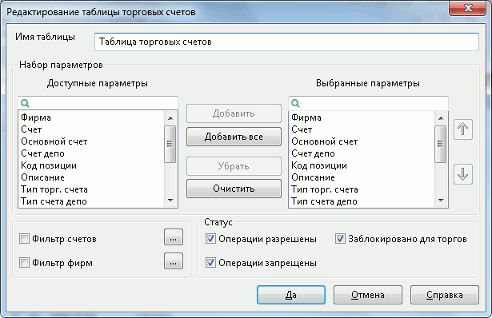 Редактирование таблицы торговых счетов
Имя таблицы Таблица торговых счетов
Набор параметров
Доступные параметры
Фирма
Счет
Основной счет
Счет депо
Код позиции
Описание
Тип торг. счета
Тип счета депо
Добавить
Добавить все
Убрать
Очистить
Выбранные параметры
Фирма
Счет
Основной счет
Счет депо
Код позиции
Описание
Тип торг. счета
Тип счета депо
Фильтр счетов ...
Фильтр фирм ...
Статус
Операции разрешены Заблокировано для торгов
Операции запрещены
Да Отмена Справка